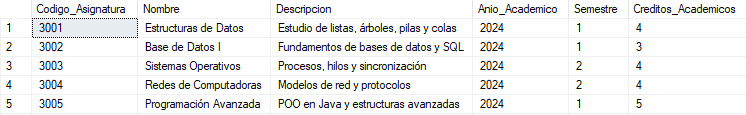 Codigo_Asignatura Nombre Descripcion Anio_Academico Semestre Creditos_Academicos
1 3001 Estructuras de Datos Estudio de listas, árboles, pilas y colas 2024 1 4
2 3002 Base de Datos I Fundamentos de bases de datos y SQL 2024 1 3
3 3003 Sistemas Operativos Procesos, hilos y sincronización 2024 2 4
4 3004 Redes de Computadoras Modelos de red y protocolos 2024 2 4
5 3005 Programación Avanzada POO en Java y estructuras avanzadas 2024 1 5